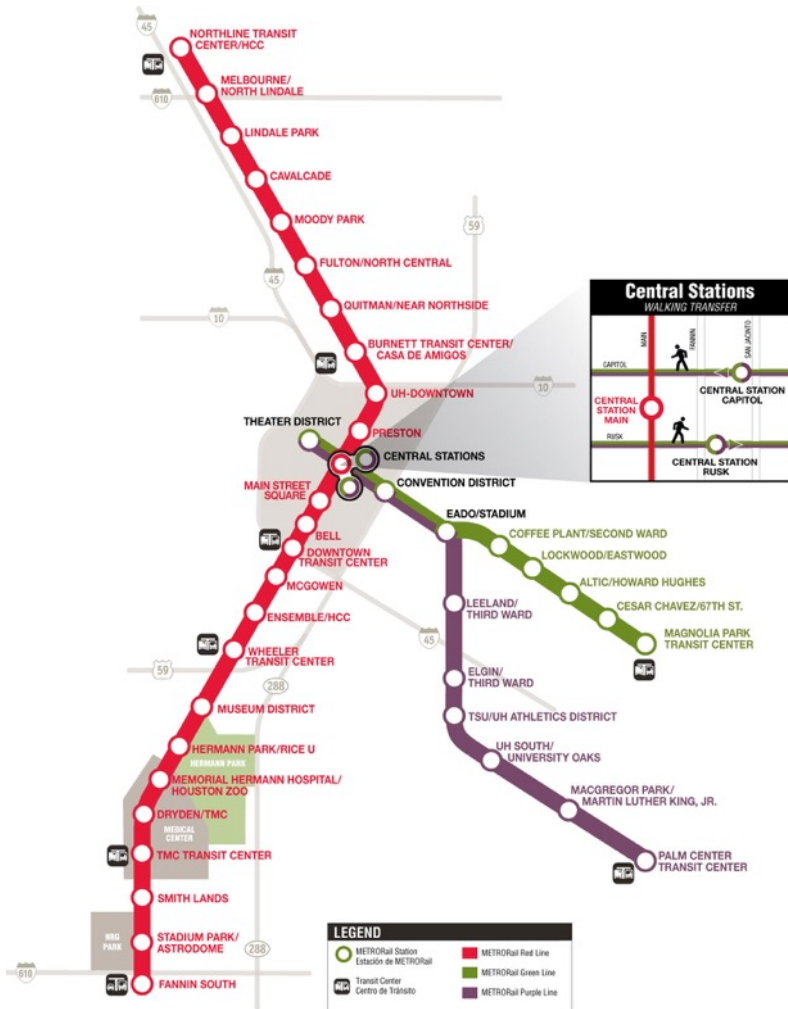 45
NORTHLINE TRANSIT
CENTER/HCC
MELBOURNE/
NORTH LINDALE
610
LINDALE PARK
CAVALCADE
MOODY PARK
59
FULTON/NORTH CENTRAL
45
QUITMAN/NEAR NORTHSIDE
10
BURNETT TRANSIT CENTER/
CASA DE AMIGOS
10
UH-DOWNTOWN
THEATER DISTRICT
PRESTON
CENTRAL STATIONS
CONVENTION DISTRICT
MAIN STREET
SQUARE
EADO/STADIUM
BELL
DOWNTOWN
TRANSIT CENTER
MCGOWEN
ENSEMBLE/HCC
WHEELER
TRANSIT CENTER
59
288
45
MUSEUM DISTRICT
HERMANN PARK/RICE U
HERMANN PARK
MEMORIAL HERMANN HOSPITAL/
HOUSTON ZOO
DRYDEN/TMC
MEDICAL
CENTER
TMC TRANSIT CENTER
SMITH LANDS
NRG
PARK
STADIUM PARK/
ASTRODOME
288
610
FANNIN SOUTH
COFFEE PLANT/SECOND WARD
LOCKWOOD/EASTWOOD
ALTIC/HOWARD HUGHES
CESAR CHAVEZ/67TH ST.
MAGNOLIA PARK
TRANSIT CENTER
LEELAND/
THIRD WARD
ELGIN/
THIRD WARD
TSU/UH ATHLETICS DISTRICT
UH SOUTH/
UNIVERSITY OAKS
MACGREGOR PARK/
MARTIN LUTHER KING, JR.
PALM CENTER
TRANSIT CENTER
Central Stations
WALKING TRANSFER
MAIN
FANNIN
SAN JACINTO
CAPITOL
CENTRAL STATION
CAPITOL
CENTRAL
STATION
MAIN
RUSK
CENTRAL STATION
RUSK
LEGEND
METRORail Station
Estación de METRORail
Transit Center
Centro de Tránsito
METRORail Red Line
METRORail Green Line
METRORail Purple Line